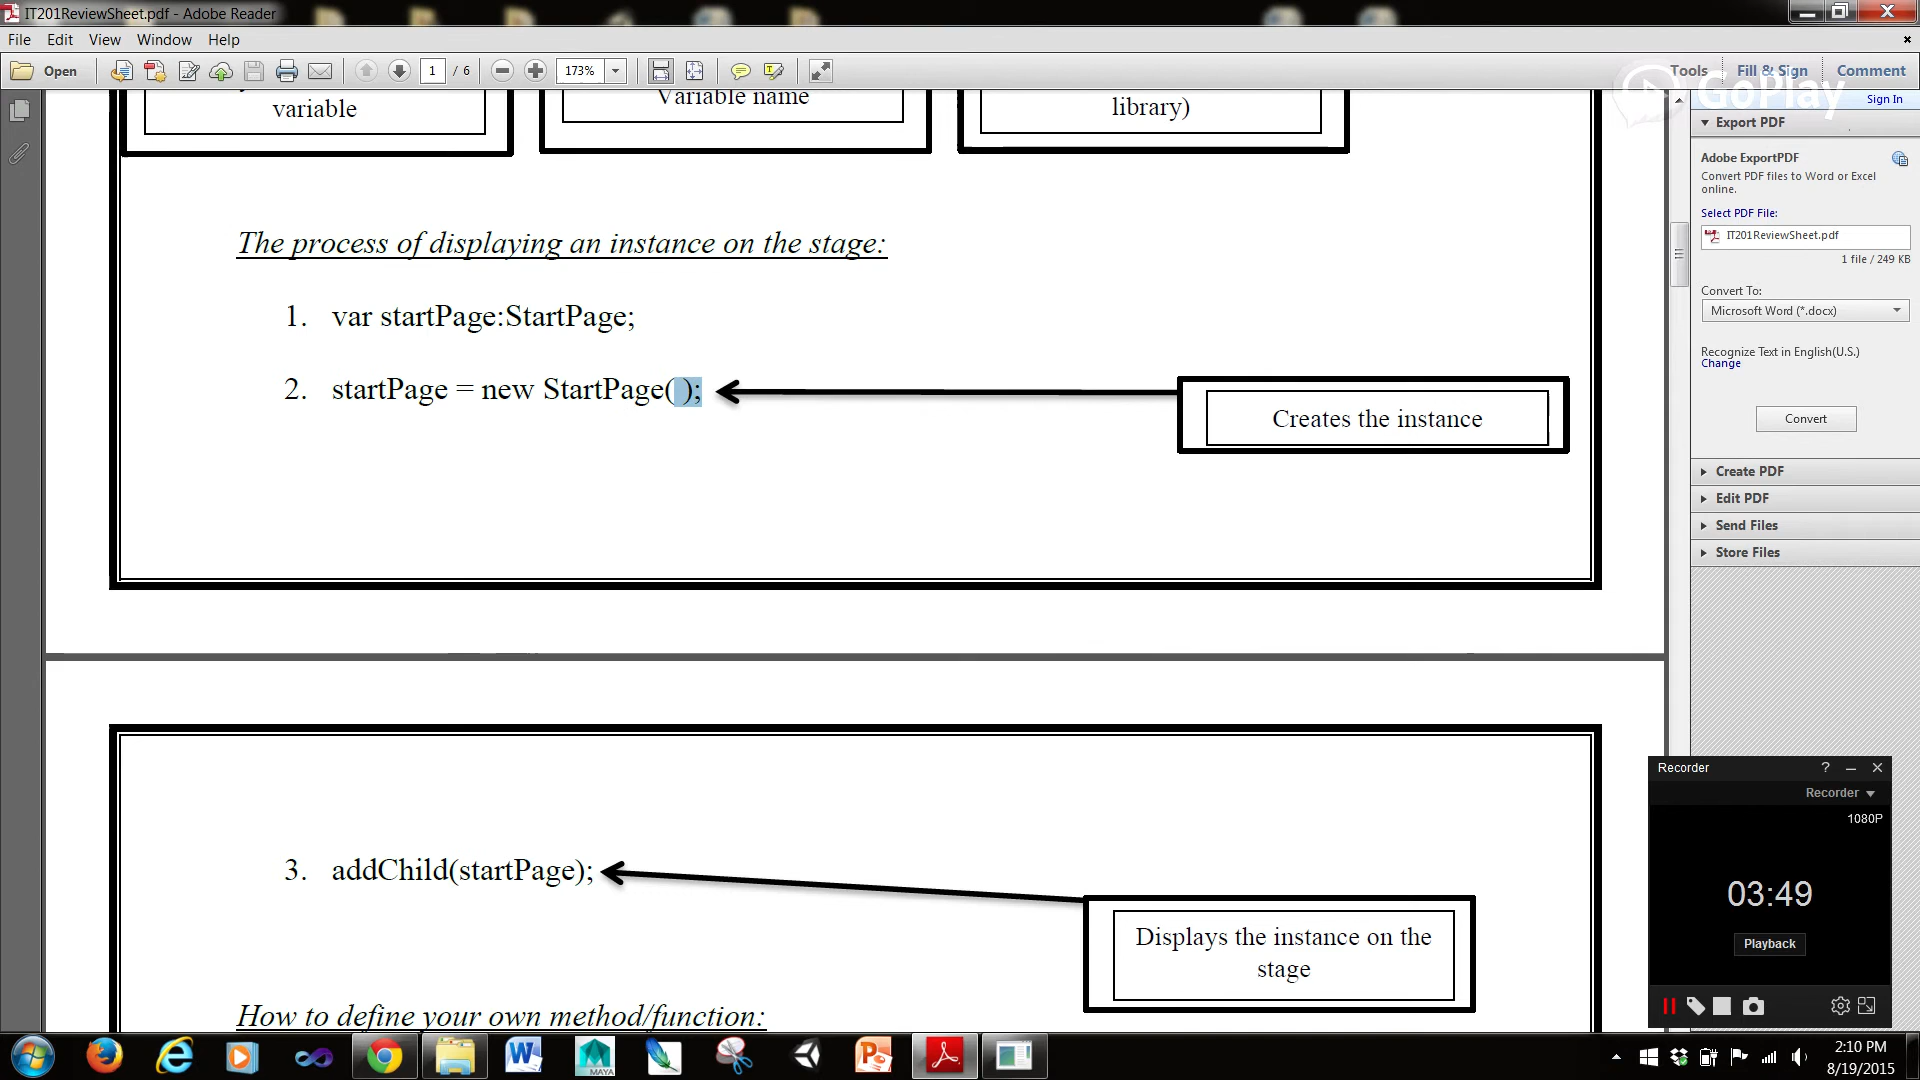 IT201ReviewSheet.pdf - Adobe Reader
File Edit View Window Help
Open 1 / 6 173% Tools Fill & Sign Comment
GoPlay
Sign In
variable
Variable name
library)
The process of displaying an instance on the stage:
1. var startPage:StartPage;
2. startPage = new StartPage( );
Creates the instance
3. addChild(startPage);
Displays the instance on the
stage
How to define your own method/function:
Export PDF
Adobe ExportPDF
Convert PDF files to Word or Excel
online.
Select PDF File:
IT201ReviewSheet.pdf
1 file / 249 KB
Convert To:
Microsoft Word (*.docx)
Recognize Text in English(U.S.)
Change
Convert
Create PDF
Edit PDF
Send Files
Store Files
Recorder ?
Recorder
1080P
03:49
Playback
MAYA
2:10 PM
8/19/2015